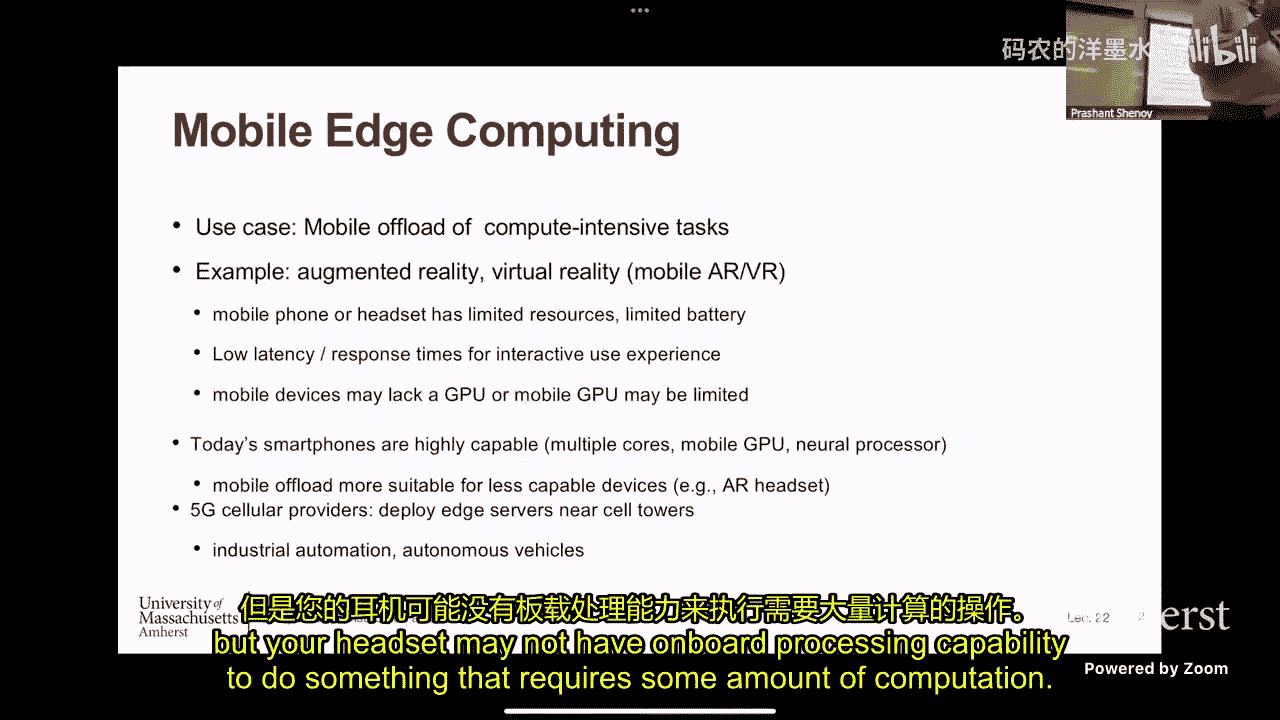 码农的洋墨水
bilibili
Prashant Shenoy
Mobile Edge Computing
• Use case: Mobile offload of compute-intensive tasks
• Example: augmented reality, virtual reality (mobile AR/VR)
• mobile phone or headset has limited resources, limited battery
• Low latency / response times for interactive use experience
• mobile devices may lack a GPU or mobile GPU may be limited
• Today's smartphones are highly capable (multiple cores, mobile GPU, neural processor)
• mobile offload more suitable for less capable devices (e.g., AR headset)
• 5G cellular providers: deploy edge servers near cell towers
• industrial automation, autonomous vehicles
University of
Massachusetts
Amherst
Lec. 22
erst
但是您的耳机可能没有板载处理能力来执行需要大量计算的操作。
but your headset may not have onboard processing capability
to do something that requires some amount of computation.
Powered by Zoom